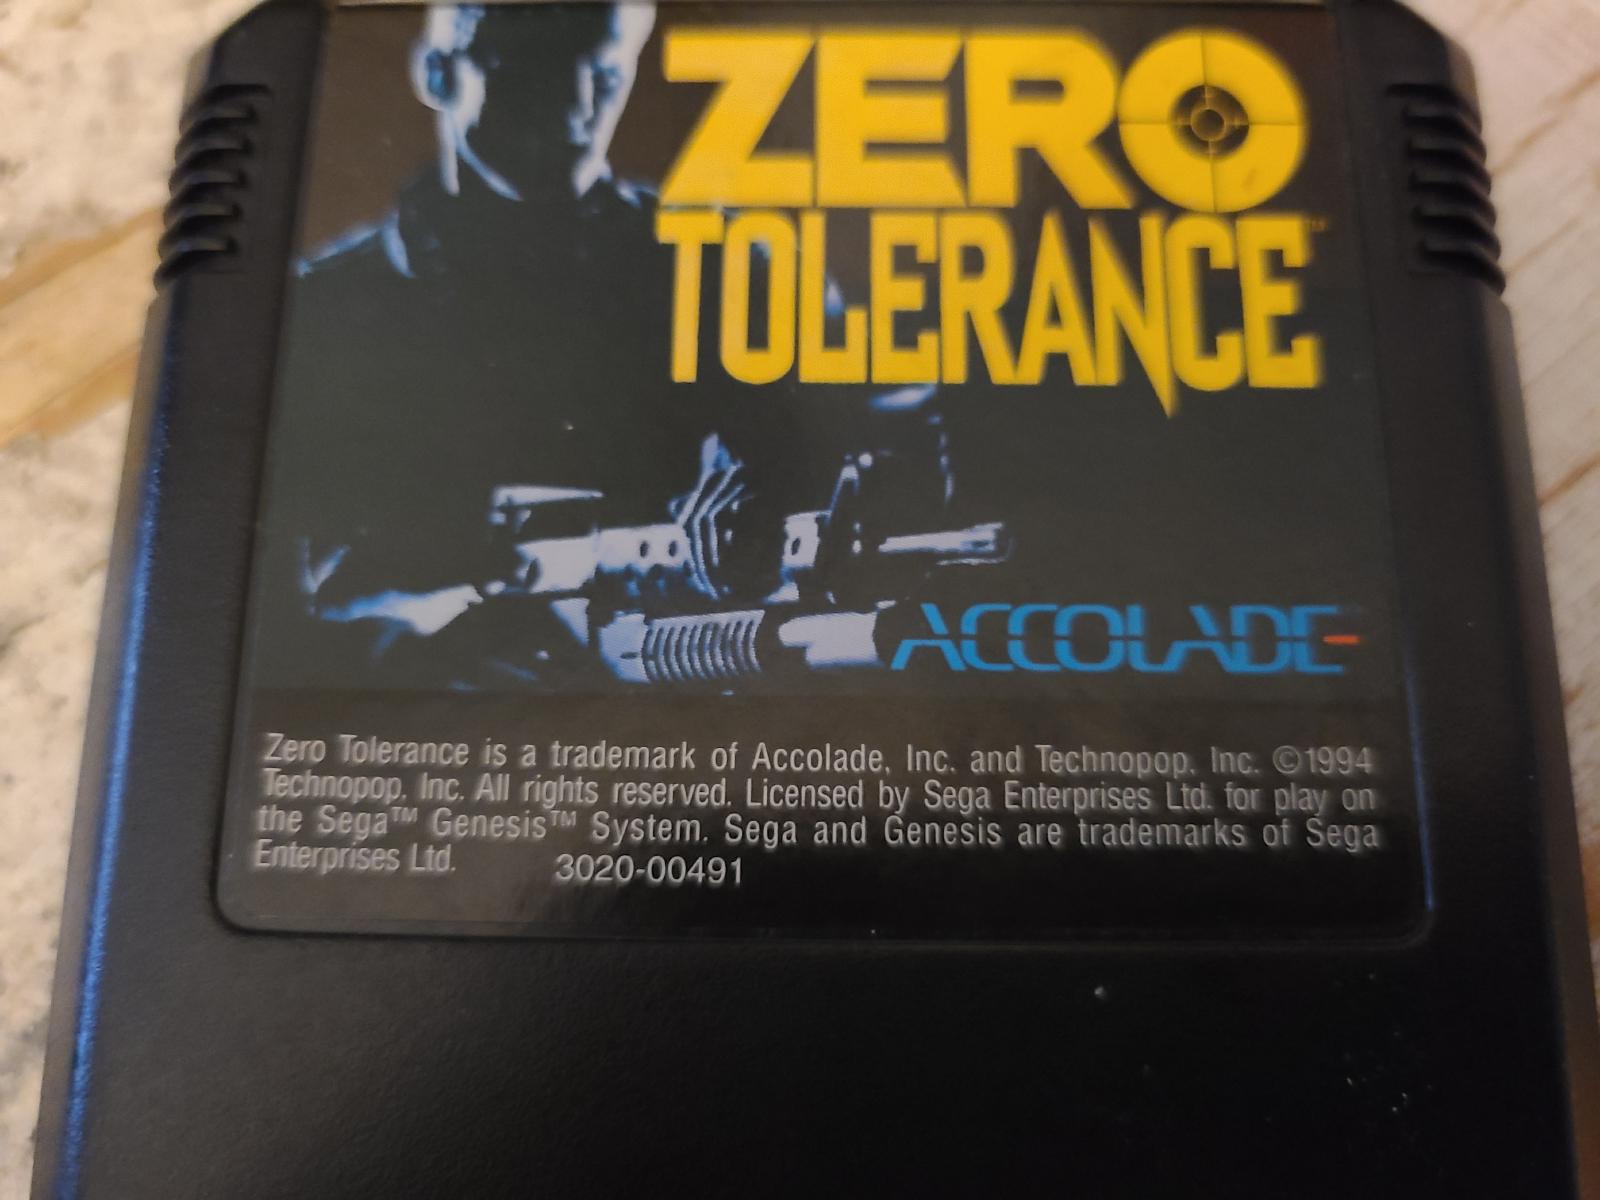 ZERO
TOLERANCE™
ACCOLADE
Zero Tolerance is a trademark of Accolade, Inc. and Technopop, Inc. ©1994
Technopop, Inc. All rights reserved. Licensed by Sega Enterprises Ltd. for play on
the Sega™ Genesis™ System. Sega and Genesis are trademarks of Sega
Enterprises Ltd. 3020-00491